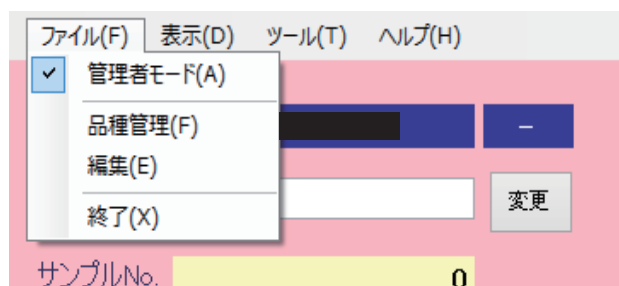 ファイル(F) 表示(D) ツール(T) ヘルプ(H)
管理者モード(A)
品種管理(F)
–
編集(E)
変更
終了(X)
サンプルNo. 0